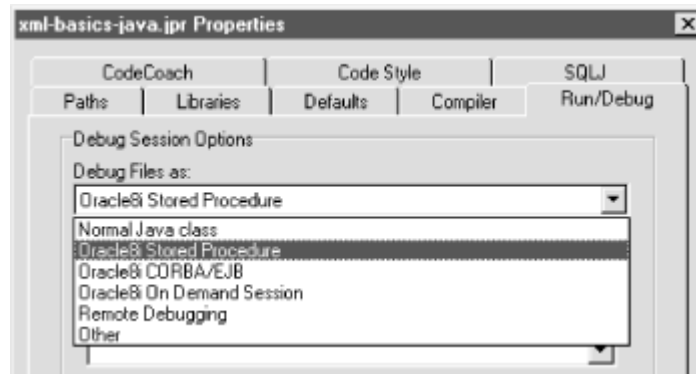 xml-basics-java.jpr Properties
CodeCoach Code Style SQLJ
Paths Libraries Defaults Compiler Run/Debug
Debug Session Options
Debug Files as:
Oracle8i Stored Procedure
Normal Java class
Oracle8i Stored Procedure
Oracle8i CORBA/EJB
Oracle8i On Demand Session
Remote Debugging
Other